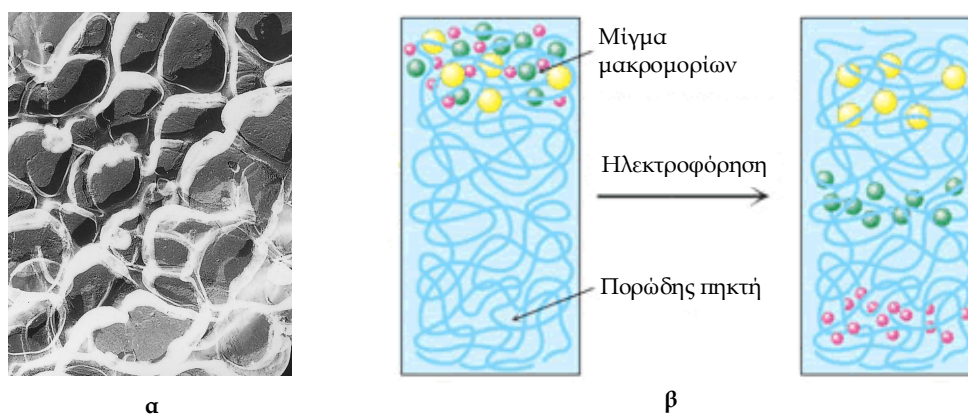 Μίγμα
μακρομορίων
Ηλεκτροφόρηση
Πορώδης πηκτή
α
β